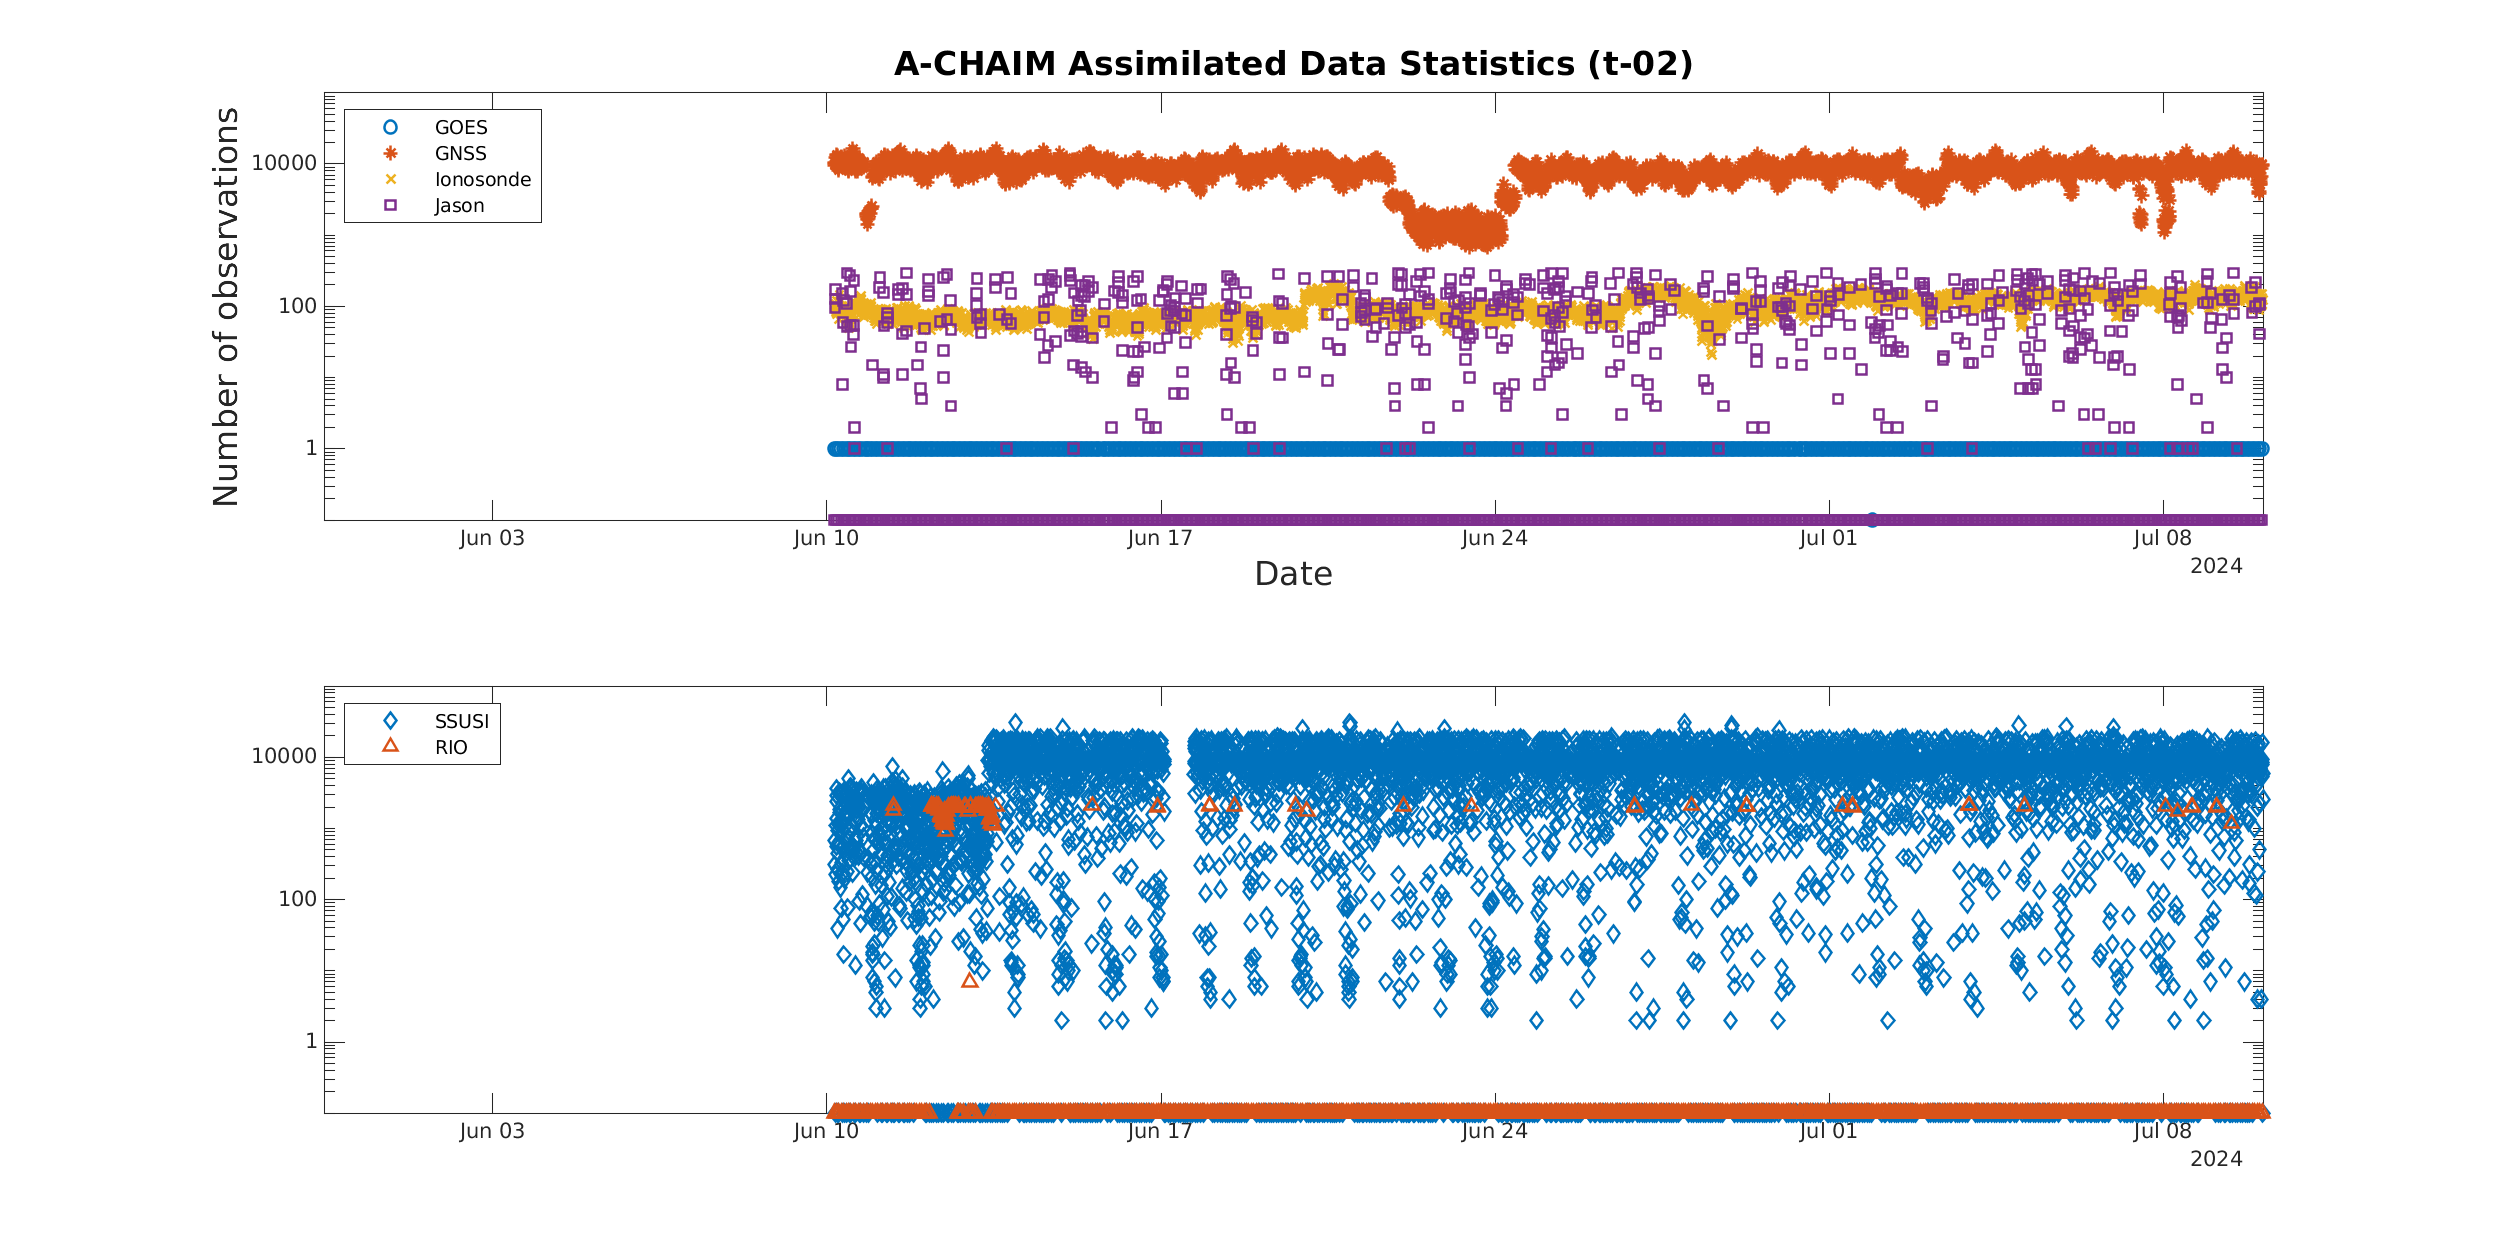 A-CHAIM Assimilated Data Statistics (t-02)
Number of observations
10000
100
1
GOES
GNSS
Ionosonde
Jason
Jun 03
Jun 10
Jun 17
Jun 24
Jul 01
Jul 08
2024
Date
10000
100
1
SSUSI
RIO
Jun 03
Jun 10
Jun 17
Jun 24
Jul 01
Jul 08
2024